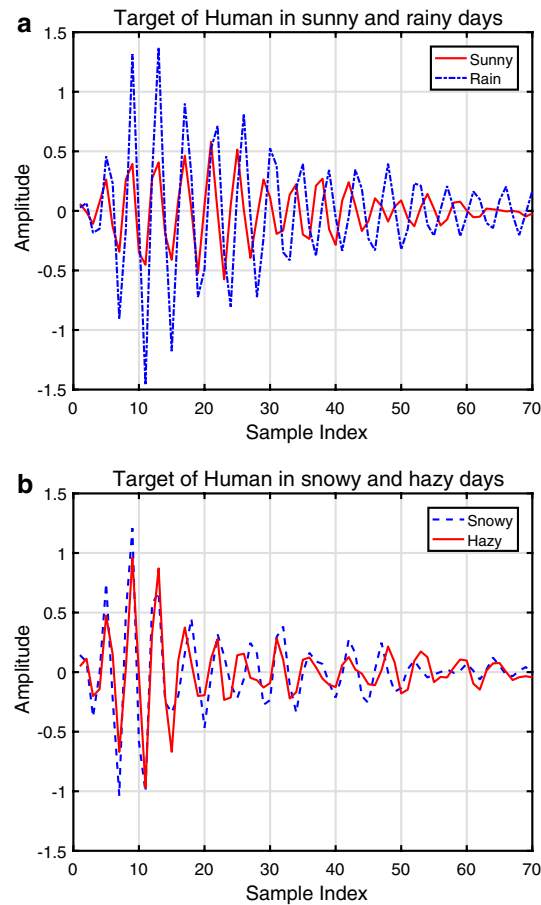 a
Target of Human in sunny and rainy days
1.5
1
0.5
0
-0.5
-1
-1.5
Amplitude
Sunny
Rain
0 10 20 30 40 50 60 70
Sample Index
b
Target of Human in snowy and hazy days
1.5
1
0.5
0
-0.5
-1
-1.5
Amplitude
Snowy
Hazy
0 10 20 30 40 50 60 70
Sample Index